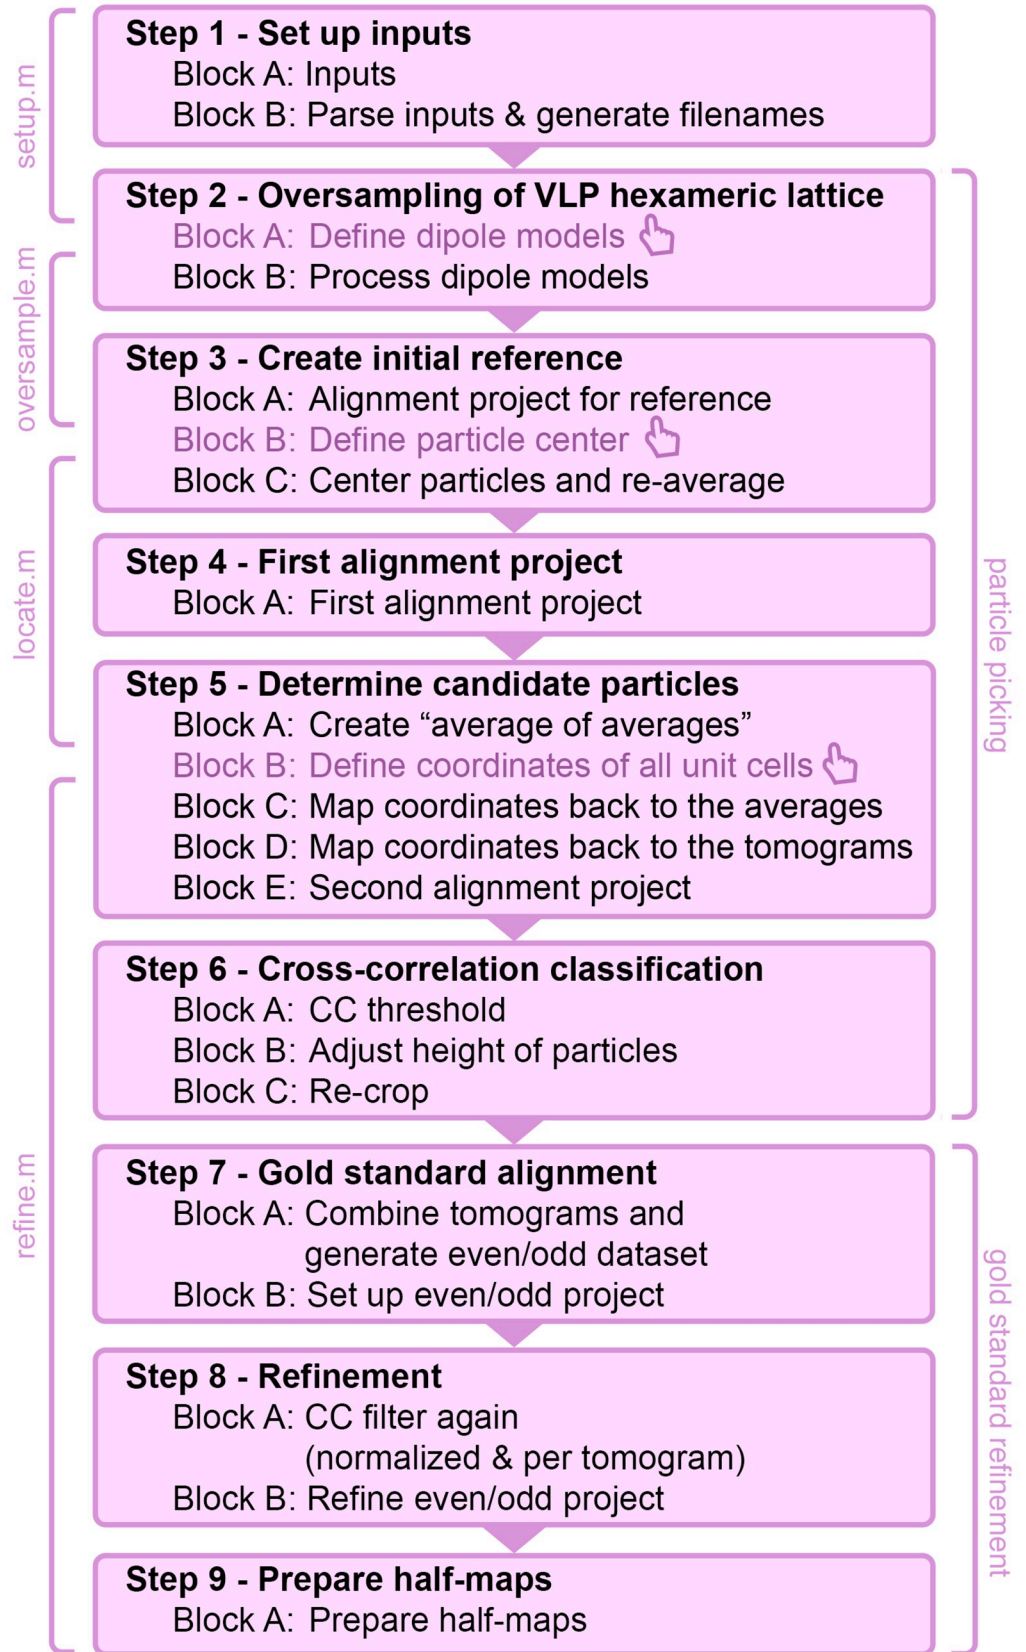 Step 1 - Set up inputs
Block A: Inputs
Block B: Parse inputs & generate filenames
setup.m
Step 2 - Oversampling of VLP hexameric lattice
Block A: Define dipole models
Block B: Process dipole models
oversample.m
Step 3 - Create initial reference
Block A: Alignment project for reference
Block B: Define particle center
Block C: Center particles and re-average
Step 4 - First alignment project
Block A: First alignment project
locate.m
particle picking
Step 5 - Determine candidate particles
Block A: Create “average of averages”
Block B: Define coordinates of all unit cells
Block C: Map coordinates back to the averages
Block D: Map coordinates back to the tomograms
Block E: Second alignment project
Step 6 - Cross-correlation classification
Block A: CC threshold
Block B: Adjust height of particles
Block C: Re-crop
refine.m
Step 7 - Gold standard alignment
Block A: Combine tomograms and
generate even/odd dataset
Block B: Set up even/odd project
gold standard refinement
Step 8 - Refinement
Block A: CC filter again
(normalized & per tomogram)
Block B: Refine even/odd project
Step 9 - Prepare half-maps
Block A: Prepare half-maps